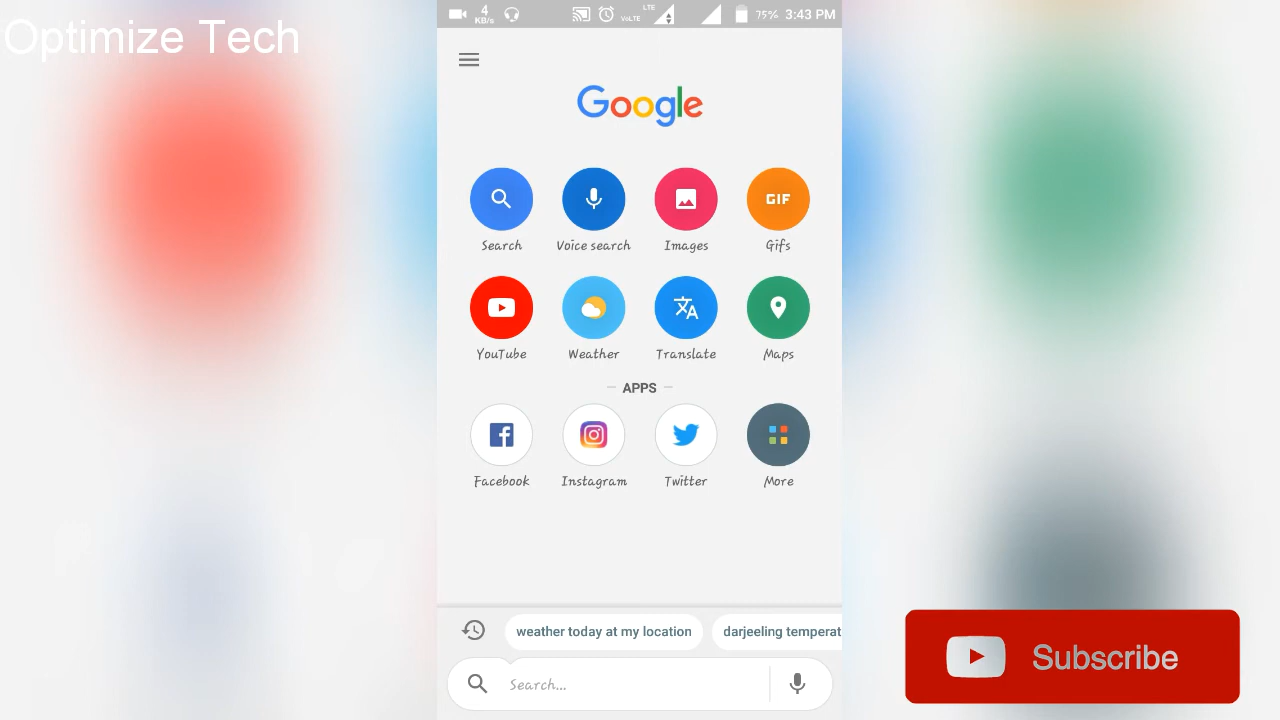 Optimize Tech
4 KB/s VoLTE LTE 75% 3:43 PM
Google
Search Voice search Images Gifs
GIF
YouTube Weather Translate Maps
APPS
Facebook Instagram Twitter More
weather today at my location darjeeling temperat
Search...
Subscribe